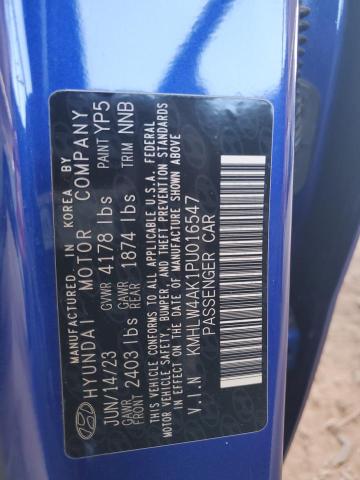 MANUFACTURED IN KOREA BY
HYUNDAI MOTOR COMPANY
JUN/14/23 GVWR 4178 lbs PAINT YP5
GAWR FRONT 2403 lbs GAWR REAR 1874 lbs TRIM NNB
THIS VEHICLE CONFORMS TO ALL APPLICABLE U.S.A. FEDERAL
MOTOR VEHICLE SAFETY, BUMPER, AND THEFT PREVENTION STANDARDS
IN EFFECT ON THE DATE OF MANUFACTURE SHOWN ABOVE.
V.I.N KMHLW4AK1PU016547
PASSENGER CAR